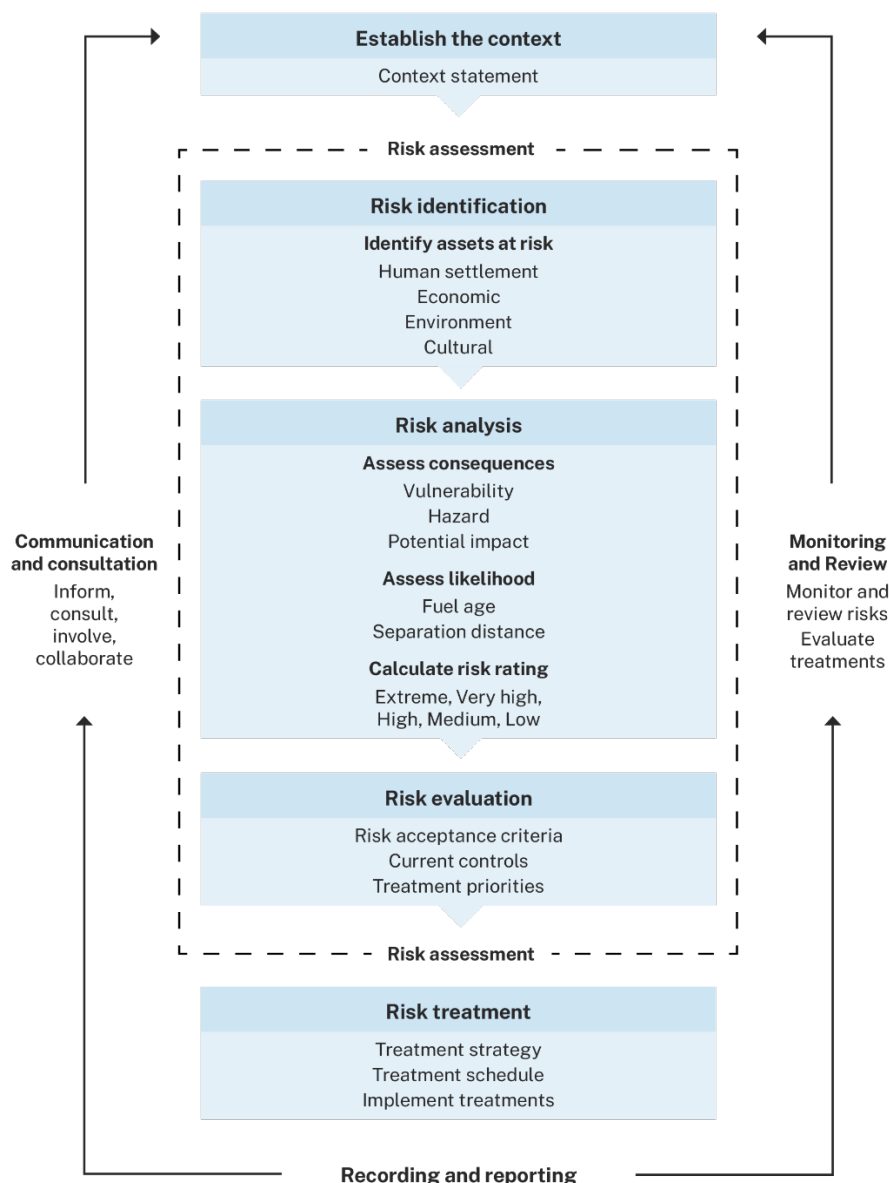 Establish the context
Context statement
Risk assessment
Risk identification
Identify assets at risk
Human settlement
Economic
Environment
Cultural
Risk analysis
Assess consequences
Vulnerability
Hazard
Potential impact
Assess likelihood
Fuel age
Separation distance
Calculate risk rating
Extreme, Very high,
High, Medium, Low
Communication
and consultation
Inform,
consult,
involve,
collaborate
Monitoring
and Review
Monitor and
review risks
Evaluate
treatments
Risk evaluation
Risk acceptance criteria
Current controls
Treatment priorities
Risk assessment
Risk treatment
Treatment strategy
Treatment schedule
Implement treatments
Recording and reporting